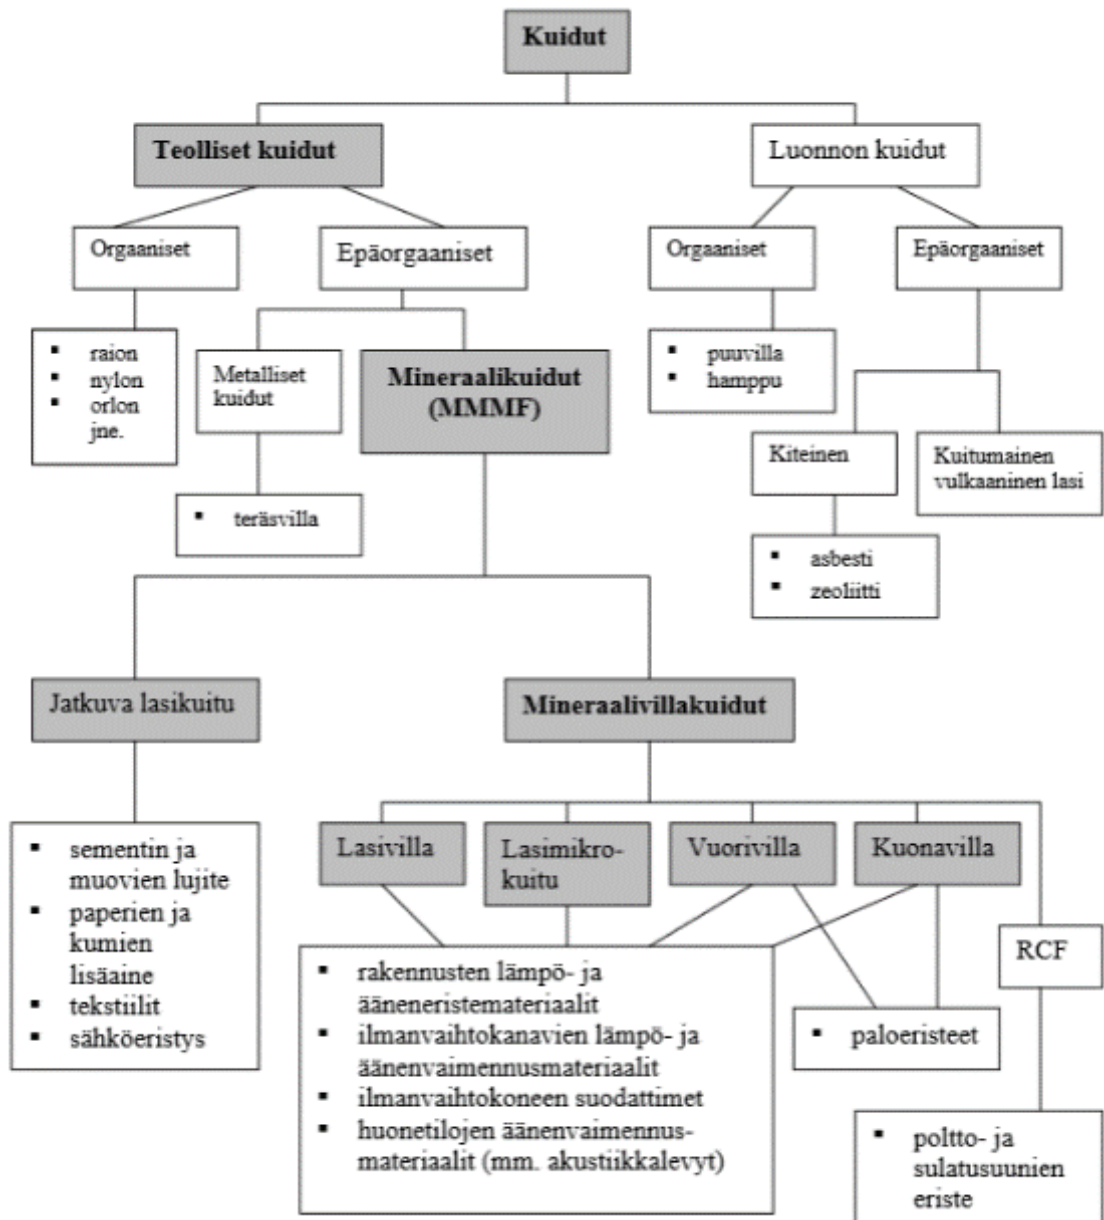 Kuidut
Teolliset kuidut
Luonnon kuidut
Orgaaniset
Epäorgaaniset
Orgaaniset
Epäorgaaniset
▪ raion
▪ nylon
▪ orlon
jne.
Metalliset
kuidut
Mineraalikuidut
(MMMF)
▪ puuvilla
▪ hamppu
Kiteinen
Kuitumainen
vulkaaninen lasi
▪ teräsvilla
▪ asbesti
▪ zeoliitti
Jatkuva lasikuitu
Mineraalivillakuidut
▪ sementin ja
muovien lujite
▪ paperien ja
kumien
lisäaine
▪ tekstiilit
▪ sähköeristys
Lasivilla
Lasimikro-
kuitu
Vuorivilla
Kuonavilla
RCF
▪ rakennusten lämpö- ja
ääneneristemateriaalit
▪ ilmanvaihtokanavien lämpö- ja
äänenvaimennusmateriaalit
▪ ilmanvaihtokoneen suodattimet
▪ huonetilojen äänenvaimennus-
materiaalit (mm. akustiikkalevyt)
▪ paloeristeet
▪ poltto- ja
sulatusuunien
eriste